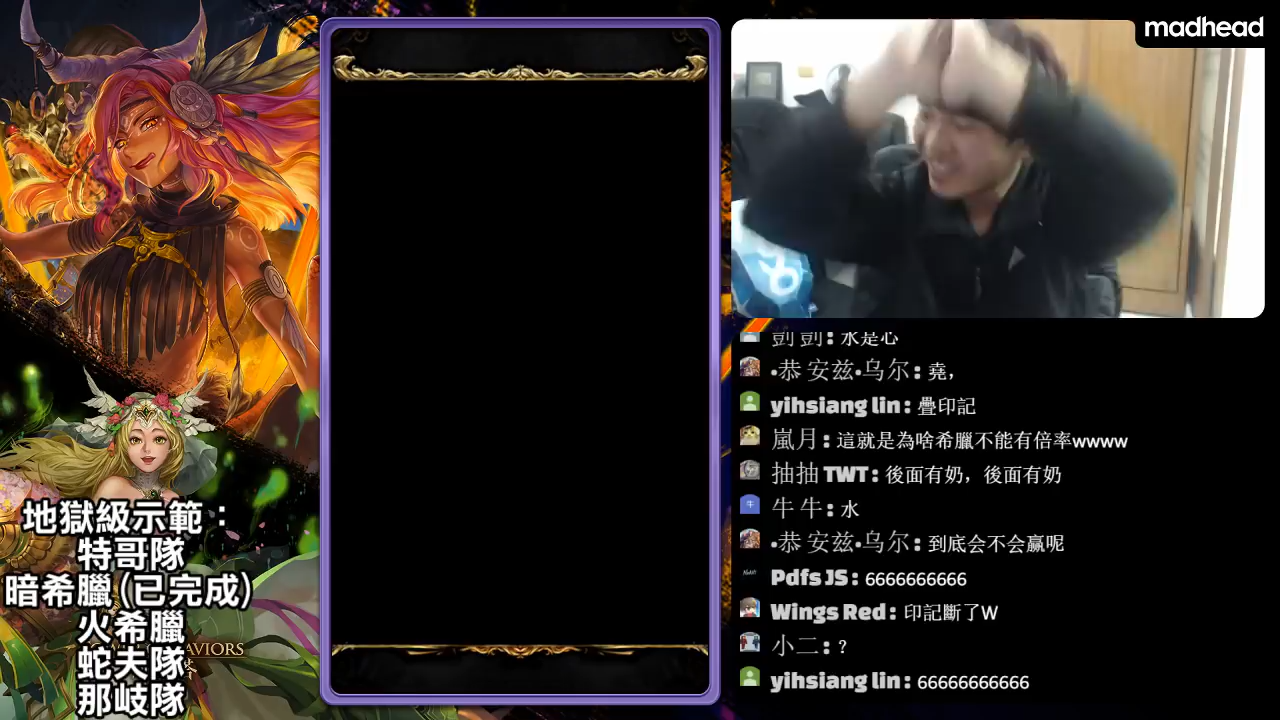 madhead
剴 剴 : 水是心
•恭 安兹•乌尔 : 堯，
yihsiang lin : 疊印記
嵐月 : 這就是為啥希臘不能有倍率wwww
抽抽 TWT : 後面有奶，後面有奶
牛 牛 : 水
•恭 安兹•乌尔 : 到底会不会赢呢
Pdfs JS : 6666666666
Wings Red : 印記斷了W
小二 : ?
yihsiang lin : 66666666666
地獄級示範：
特哥隊
暗希臘 (已完成)
火希臘
AVIORS
蛇夫隊
那岐隊